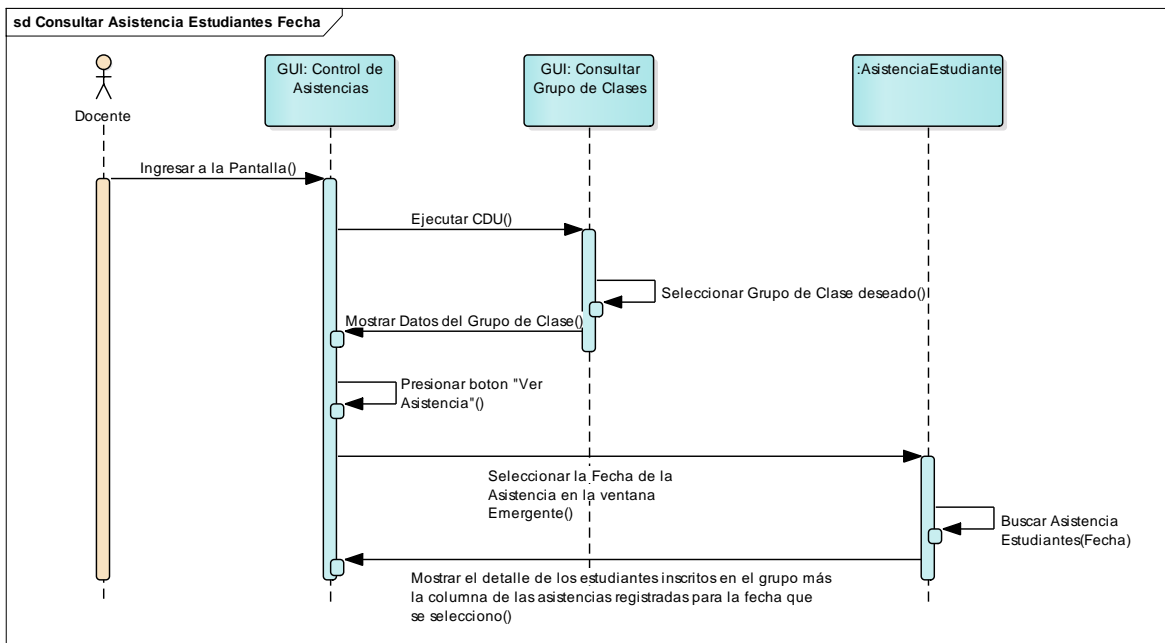 sd Consultar Asistencia Estudiantes Fecha
Docente
GUI: Control de
Asistencias
GUI: Consultar
Grupo de Clases
:AsistenciaEstudiante
Ingresar a la Pantalla()
Ejecutar CDU()
Seleccionar Grupo de Clase deseado()
Mostrar Datos del Grupo de Clase()
Presionar boton "Ver
Asistencia"()
Seleccionar la Fecha de la
Asistencia en la ventana
Emergente()
Buscar Asistencia
Estudiantes(Fecha)
Mostrar el detalle de los estudiantes inscritos en el grupo más
la columna de las asistencias registradas para la fecha que
se selecciono()